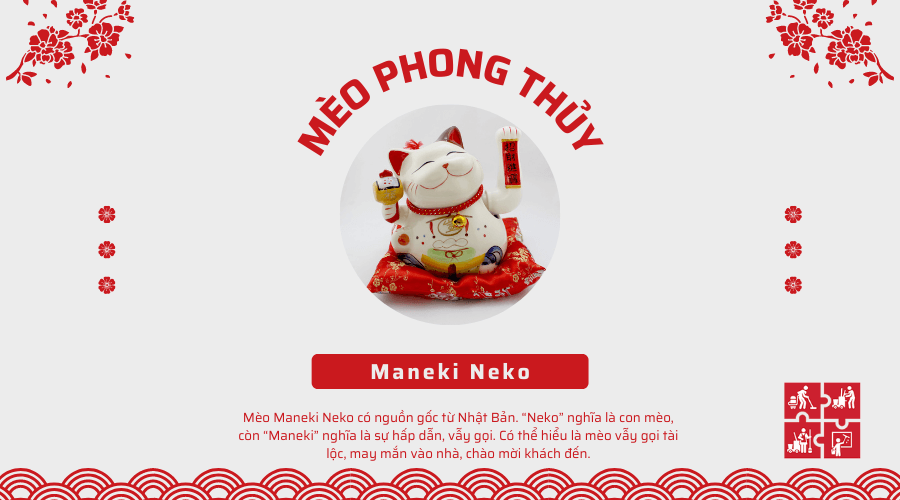 MÈO PHONG THỦY
Maneki Neko
Mèo Maneki Neko có nguồn gốc từ Nhật Bản. “Neko” nghĩa là con mèo,
còn “Maneki” nghĩa là sự hấp dẫn, vẫy gọi. Có thể hiểu là mèo vẫy gọi tài
lộc, may mắn vào nhà, chào mời khách đến.